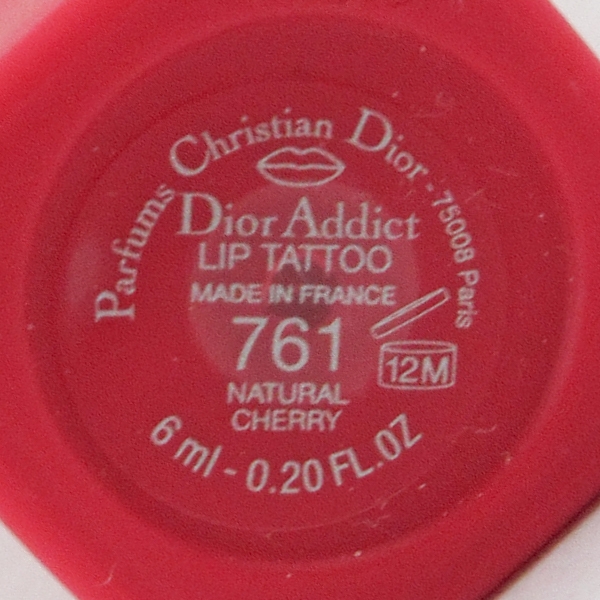 Parfums Christian Dior - 75008 Paris
Dior Addict
LIP TATTOO
MADE IN FRANCE
761
12M
NATURAL
CHERRY
6 ml - 0.20 FL.OZ